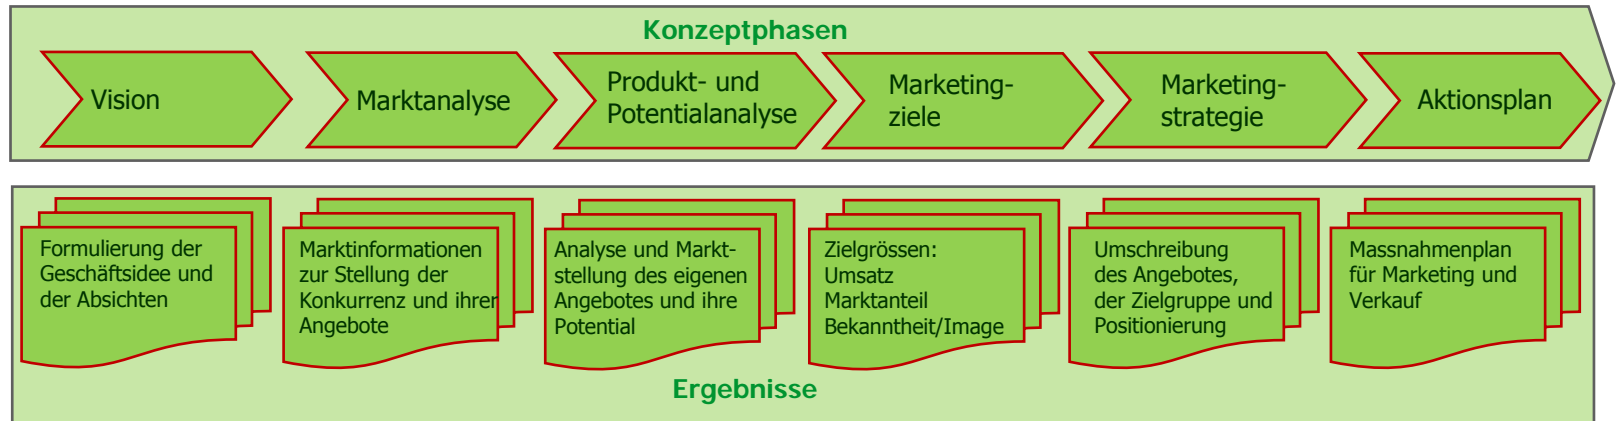 Konzeptphasen
Vision
Marktanalyse
Produkt- und
Potentialanalyse
Marketing-
ziele
Marketing-
strategie
Aktionsplan
Formulierung der
Geschäftsidee und
der Absichten
Marktinformationen
zur Stellung der
Konkurrenz und ihrer
Angebote
Analyse und Markt-
stellung des eigenen
Angebotes und ihre
Potential
Zielgrössen:
Umsatz
Marktanteil
Bekanntheit/Image
Umschreibung
des Angebotes,
der Zielgruppe und
Positionierung
Massnahmenplan
für Marketing und
Verkauf
Ergebnisse